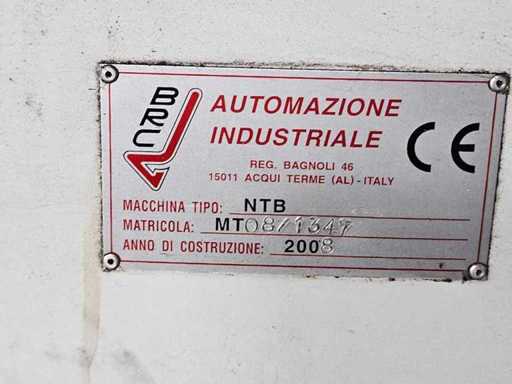 BRC
AUTOMAZIONE
INDUSTRIALE
CE
REG. BAGNOLI 46
15011 ACQUI TERME (AL)-ITALY
MACCHINA TIPO: NTB
MATRICOLA: MT08/1347
ANNO DI COSTRUZIONE: 2008